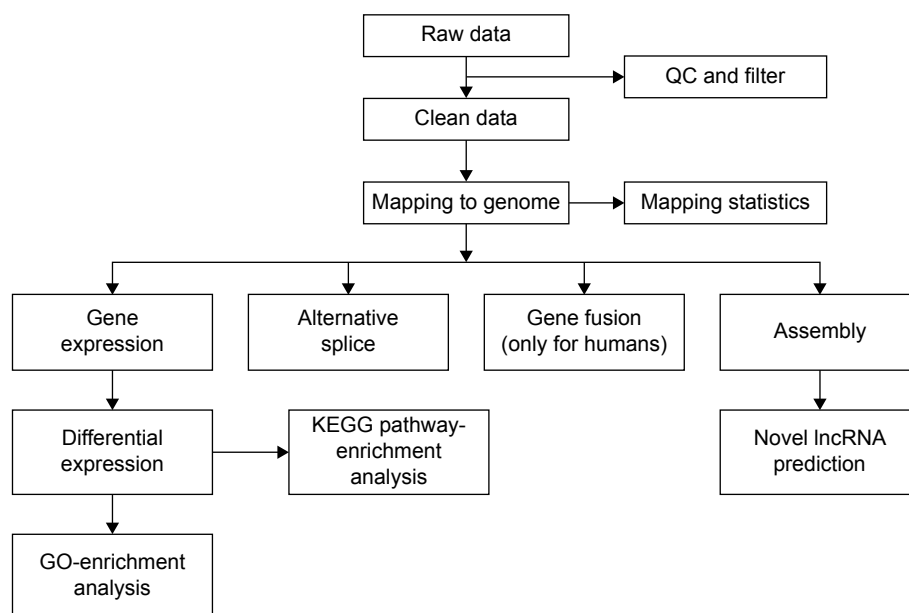 Raw data
QC and filter
Clean data
Mapping to genome
Mapping statistics
Gene
expression
Alternative
splice
Gene fusion
(only for humans)
Assembly
Differential
expression
KEGG pathway-
enrichment
analysis
Novel lncRNA
prediction
GO-enrichment
analysis